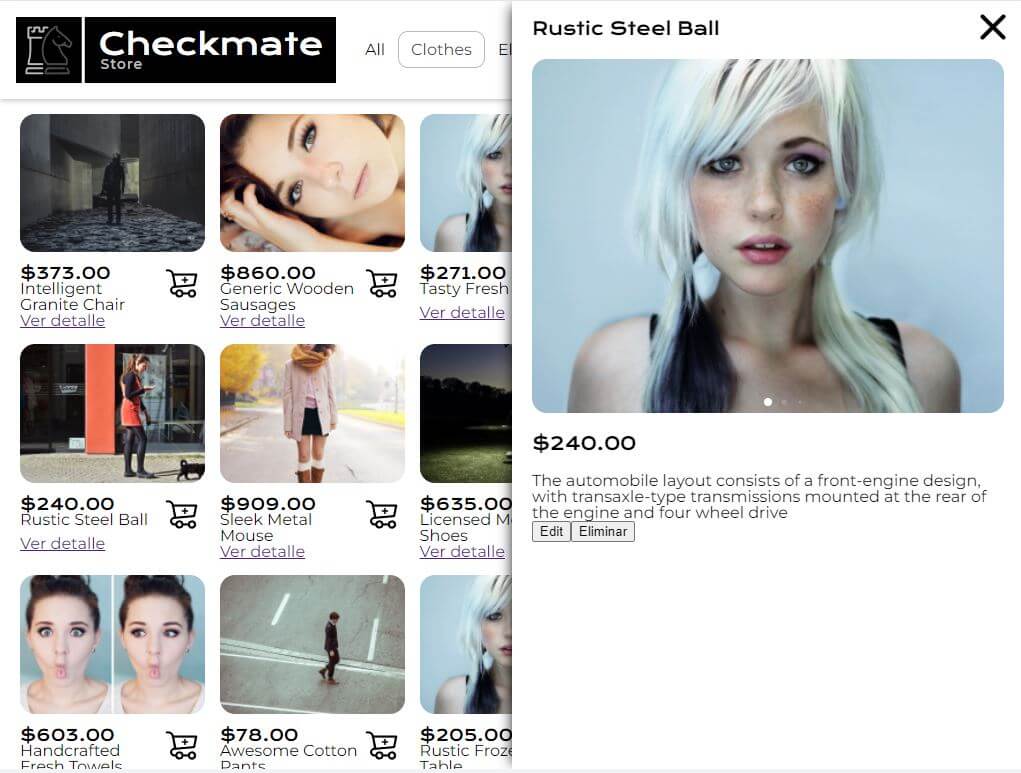 Checkmate
Store
All
Clothes
El
$373.00
Intelligent
Granite Chair
Ver detalle
$860.00
Generic Wooden
Sausages
Ver detalle
$271.00
Tasty Fresh
Ver detalle
$240.00
Rustic Steel Ball
Ver detalle
$909.00
Sleek Metal
Mouse
Ver detalle
$635.00
Licensed M
Shoes
Ver detalle
$603.00
Handcrafted
Fresh Towels
$78.00
Awesome Cotton
Pants
$205.00
Rustic Froze
Table
Rustic Steel Ball
$240.00
The automobile layout consists of a front-engine design,
with transaxle-type transmissions mounted at the rear of
the engine and four wheel drive
Edit
Eliminar